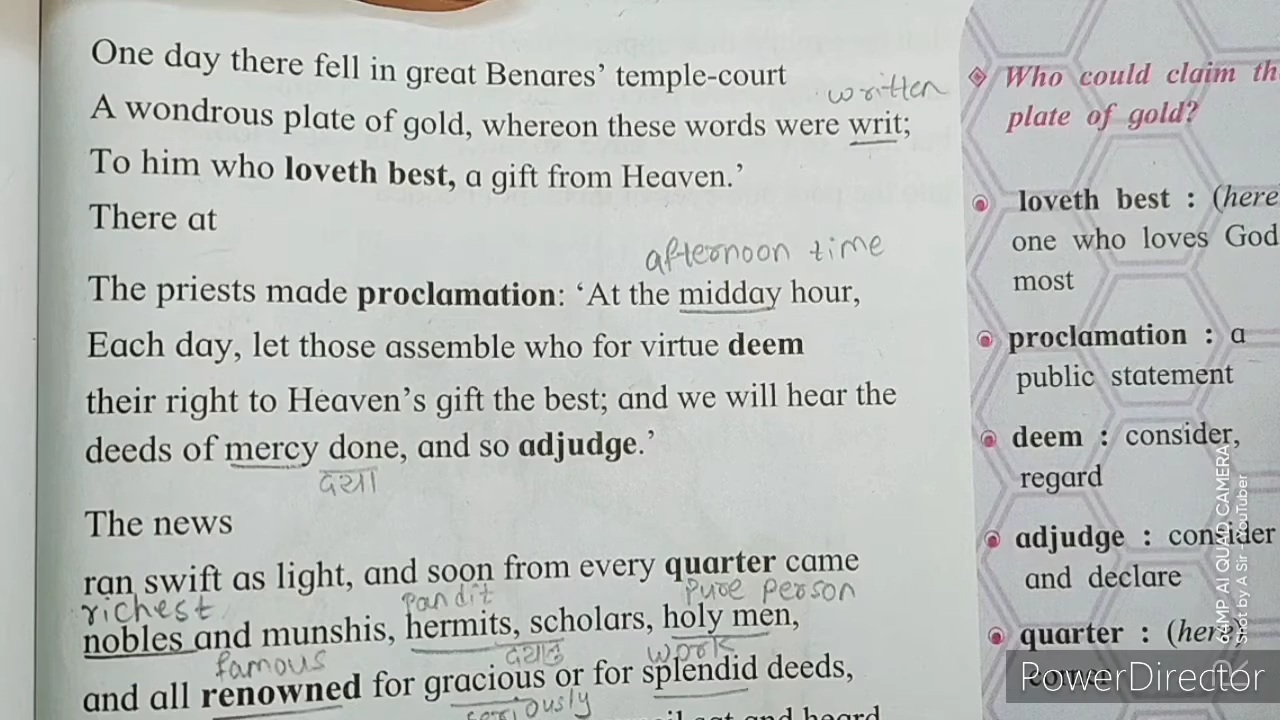 One day there fell in great Benares' temple-court
written
A wondrous plate of gold, whereon these words were writ;
To him who loveth best, a gift from Heaven.'
There at
afternoon time
The priests made proclamation: 'At the midday hour,
Each day, let those assemble who for virtue deem
their right to Heaven's gift the best; and we will hear the
deeds of mercy done, and so adjudge.'
दया
The news
ran swift as light, and soon from every quarter came
richest pandit pure person
nobles and munshis, hermits, scholars, holy men,
famous work
and all renowned for gracious or for splendid deeds,
and heard
Who could claim th
plate of gold?
loveth best : (here
one who loves God
most
proclamation : a
public statement
deem : consider,
regard
adjudge : consider
and declare
quarter : (here)
64MP AI QUAD CAMERA
Shot by A Sir - YouTuber
PowerDirector